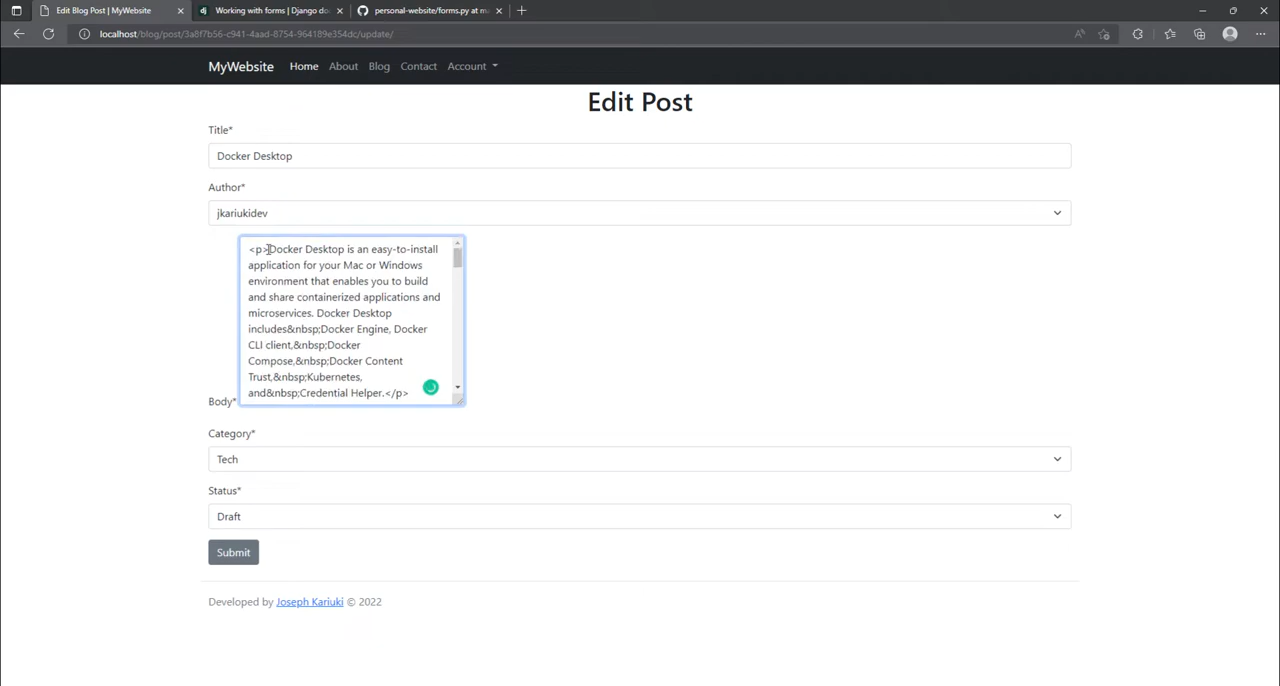 Edit Blog Post | MyWebsite
Working with forms | Django do
personal-website/forms.py at m
localhost/blog/post/3a8f7b56-c941-4aad-8754-964189e354dc/update/
MyWebsite Home About Blog Contact Account
Edit Post
Title*
Docker Desktop
Author*
jkariukidev
<p>Docker Desktop is an easy-to-install
application for your Mac or Windows
environment that enables you to build
and share containerized applications and
microservices. Docker Desktop
includes&nbsp;Docker Engine, Docker
CLI client,&nbsp;Docker
Compose,&nbsp;Docker Content
Trust,&nbsp;Kubernetes,
and&nbsp;Credential Helper.</p>
Body*
Category*
Tech
Status*
Draft
Submit
Developed by Joseph Kariuki © 2022